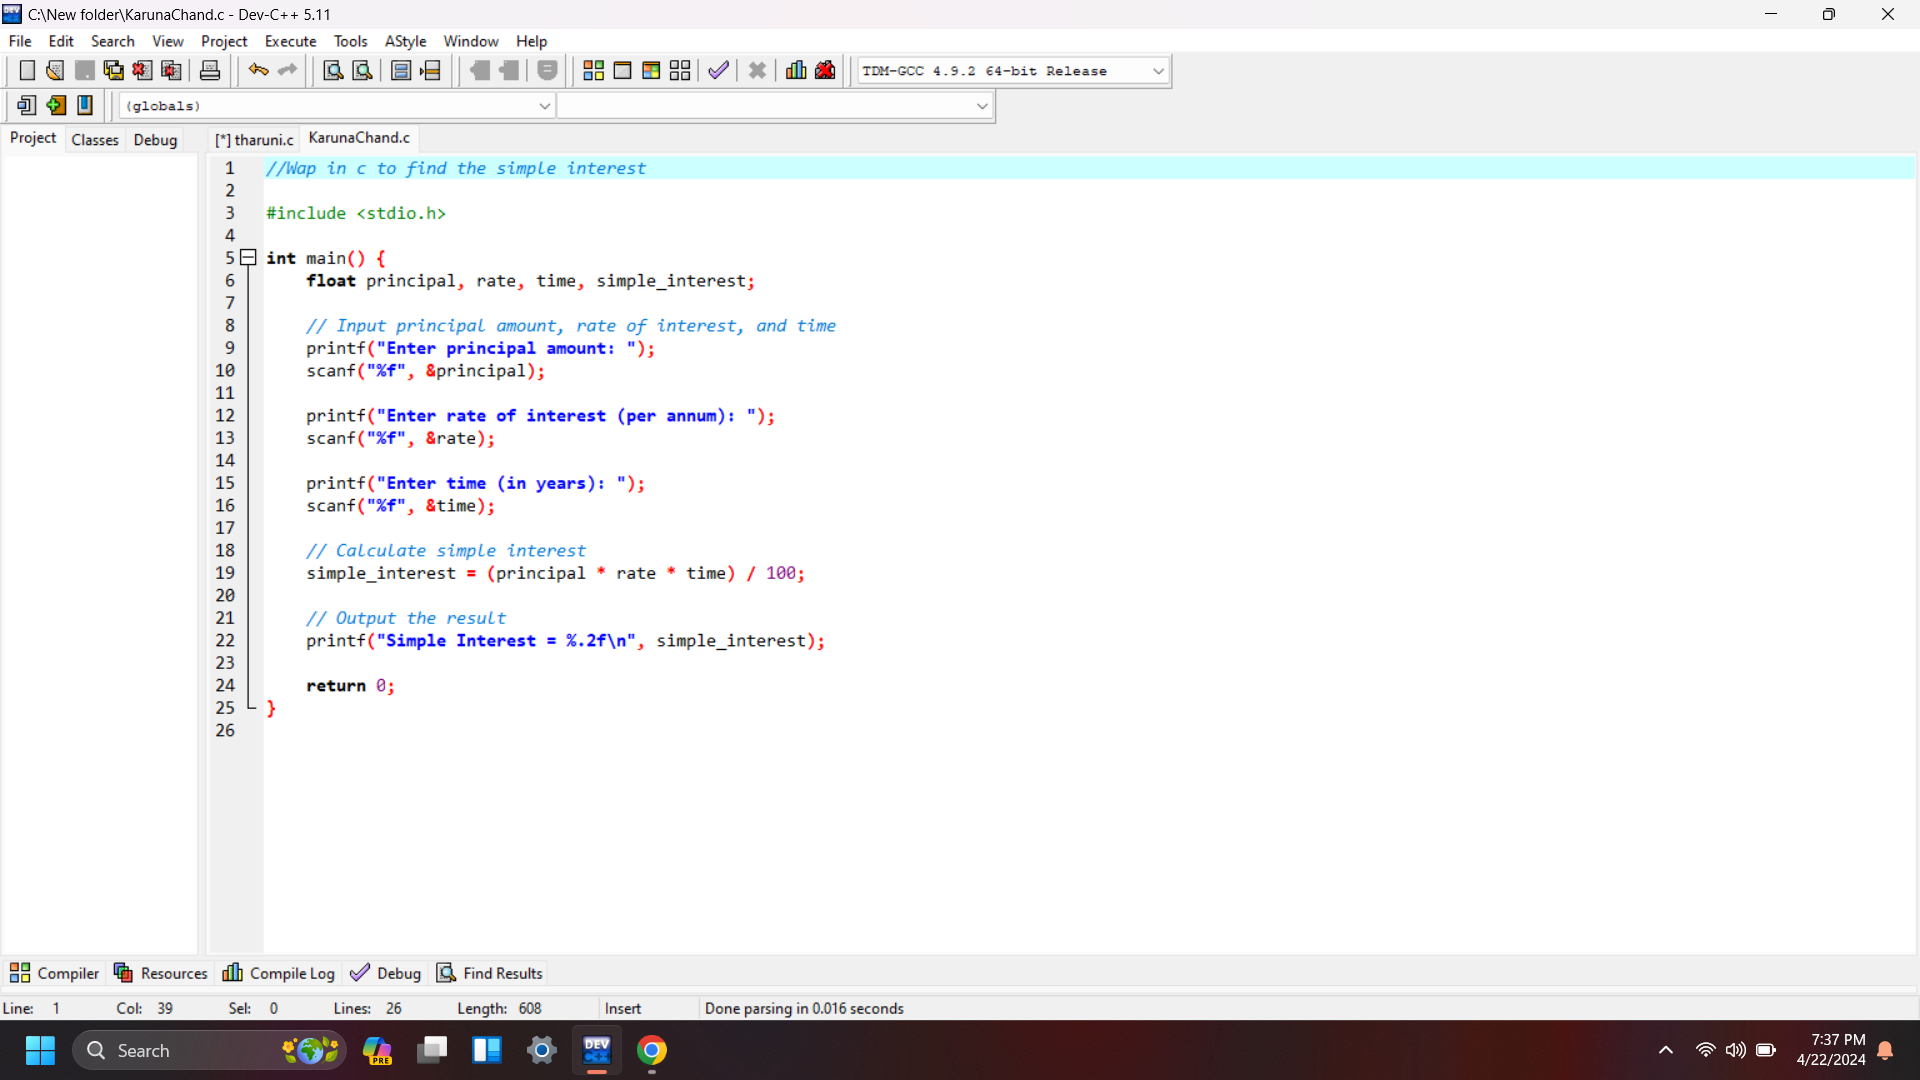 C:\New folder\KarunaChand.c - Dev-C++ 5.11
File Edit Search View Project Execute Tools AStyle Window Help
TDM-GCC 4.9.2 64-bit Release
(globals)
Project Classes Debug [*] tharuni.c KarunaChand.c
1 //Wap in c to find the simple interest
2
3 #include <stdio.h>
4
5 int main() {
6 float principal, rate, time, simple_interest;
7
8 // Input principal amount, rate of interest, and time
9 printf("Enter principal amount: ");
10 scanf("%f", &principal);
11
12 printf("Enter rate of interest (per annum): ");
13 scanf("%f", &rate);
14
15 printf("Enter time (in years): ");
16 scanf("%f", &time);
17
18 // Calculate simple interest
19 simple_interest = (principal * rate * time) / 100;
20
21 // Output the result
22 printf("Simple Interest = %.2f\n", simple_interest);
23
24 return 0;
25 }
26
Compiler Resources Compile Log Debug Find Results
Line: 1 Col: 39 Sel: 0 Lines: 26 Length: 608 Insert Done parsing in 0.016 seconds
Search PRE DEV C++ 7:37 PM
4/22/2024